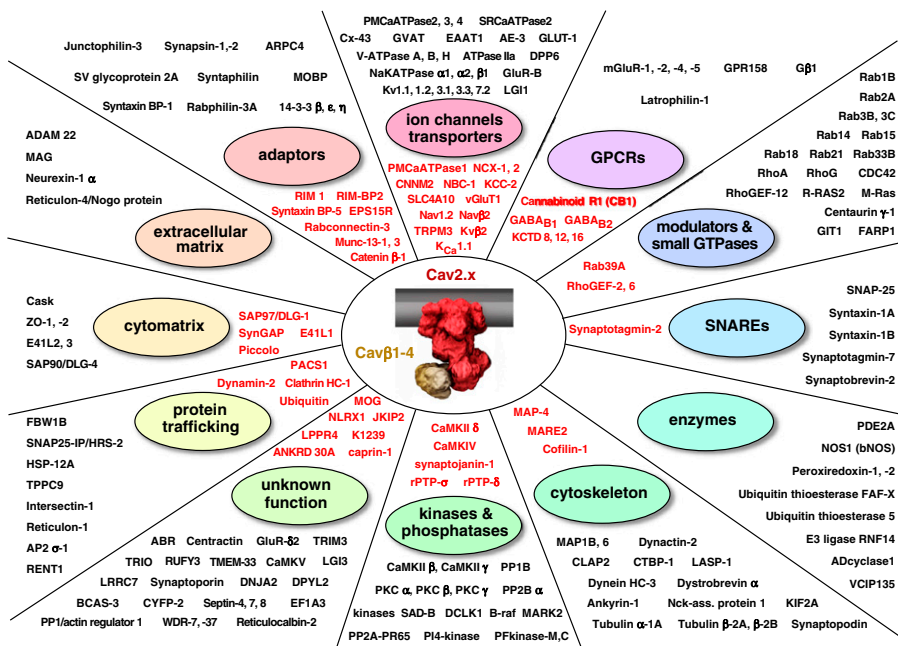 PMCaATPase2, 3, 4 SRCaATPase2
Cx-43 GVAT EAAT1 AE-3 GLUT-1
V-ATPase A, B, H ATPase IIa DPP6
NaKATPase α1, α2, β1 GluR-B
Kv1.1, 1.2, 3.1, 3.3, 7.2 LGI1
ion channels
transporters
PMCaATPase1 NCX-1, 2
CNNM2 NBC-1 KCC-2
SLC4A10 vGluT1
Nav1.2 Navβ2
TRPM3 Kvβ2
KCa1.1
Junctophilin-3 Synapsin-1,-2 ARPC4
SV glycoprotein 2A Syntaphilin MOBP
Syntaxin BP-1 Rabphilin-3A 14-3-3 β, ε, η
adaptors
RIM 1 RIM-BP2
Syntaxin BP-5 EPS15R
Rabconnectin-3
Munc-13-1, 3
Catenin β-1
mGluR-1, -2, -4, -5 GPR158 Gβ1
Latrophilin-1
GPCRs
Cannabinoid R1 (CB1)
GABAB1 GABAB2
KCTD 8, 12, 16
Rab1B
Rab2A
Rab3B, 3C
Rab14 Rab15
Rab18 Rab21 Rab33B
RhoA RhoG CDC42
RhoGEF-12 R-RAS2 M-Ras
Centaurin γ-1
GIT1 FARP1
modulators
& small GTPases
Rab39A
RhoGEF-2, 6
ADAM 22
MAG
Neurexin-1 α
Reticulon-4/Nogo protein
extracellular
matrix
Cav2.x
Cavβ1-4
Cask
ZO-1, -2
E41L2, 3
SAP90/DLG-4
cytomatrix
SAP97/DLG-1
SynGAP E41L1
Piccolo
Synaptotagmin-2
SNAREs
SNAP-25
Syntaxin-1A
Syntaxin-1B
Synaptotagmin-7
Synaptobrevin-2
PACS1
Dynamin-2 Clathrin HC-1
Ubiquitin
protein
trafficking
FBW1B
SNAP25-IP/HRS-2
HSP-12A
TPPC9
Intersectin-1
Reticulon-1
AP2 σ-1
RENT1
MOG
NLRX1 JKIP2
LPPR4 K1239
ANKRD 30A caprin-1
unknown
function
ABR Centractin GluR-δ2 TRIM3
TRIO RUFY3 TMEM-33 CaMKV LGI3
LRRC7 Synaptoporin DNJA2 DPYL2
BCAS-3 CYFP-2 Septin-4, 7, 8 EF1A3
PP1/actin regulator 1 WDR-7, -37 Reticulocalbin-2
CaMKII δ
CaMKIV
synaptojanin-1
rPTP-σ rPTP-δ
kinases &
phosphatases
CaMKII β, CaMKII γ PP1B
PKC α, PKC β, PKC γ PP2B α
kinases SAD-B DCLK1 B-raf MARK2
PP2A-PR65 PI4-kinase PFkinase-M,C
MAP-4
MARE2
Cofilin-1
cytoskeleton
MAP1B, 6 Dynactin-2
CLAP2 CTBP-1 LASP-1
Dynein HC-3 Dystrobrevin α
Ankyrin-1 Nck-ass. protein 1 KIF2A
Tubulin α-1A Tubulin β-2A, β-2B Synaptopodin
enzymes
PDE2A
NOS1 (bNOS)
Peroxiredoxin-1, -2
Ubiquitin thioesterase FAF-X
Ubiquitin thioesterase 5
E3 ligase RNF14
ADcyclase1
VCIP135